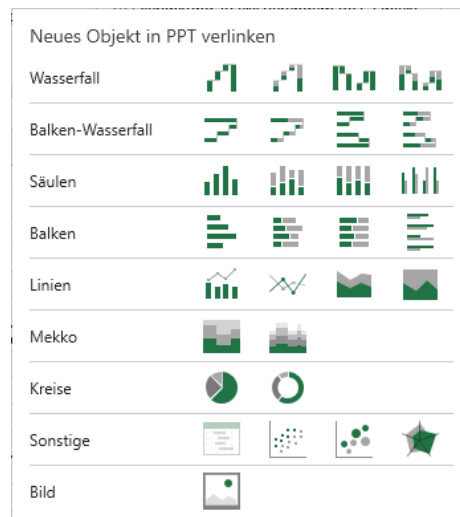 Neues Objekt in PPT verlinken
Wasserfall
Balken-Wasserfall
Säulen
Balken
Linien
Mekko
Kreise
Sonstige
Bild